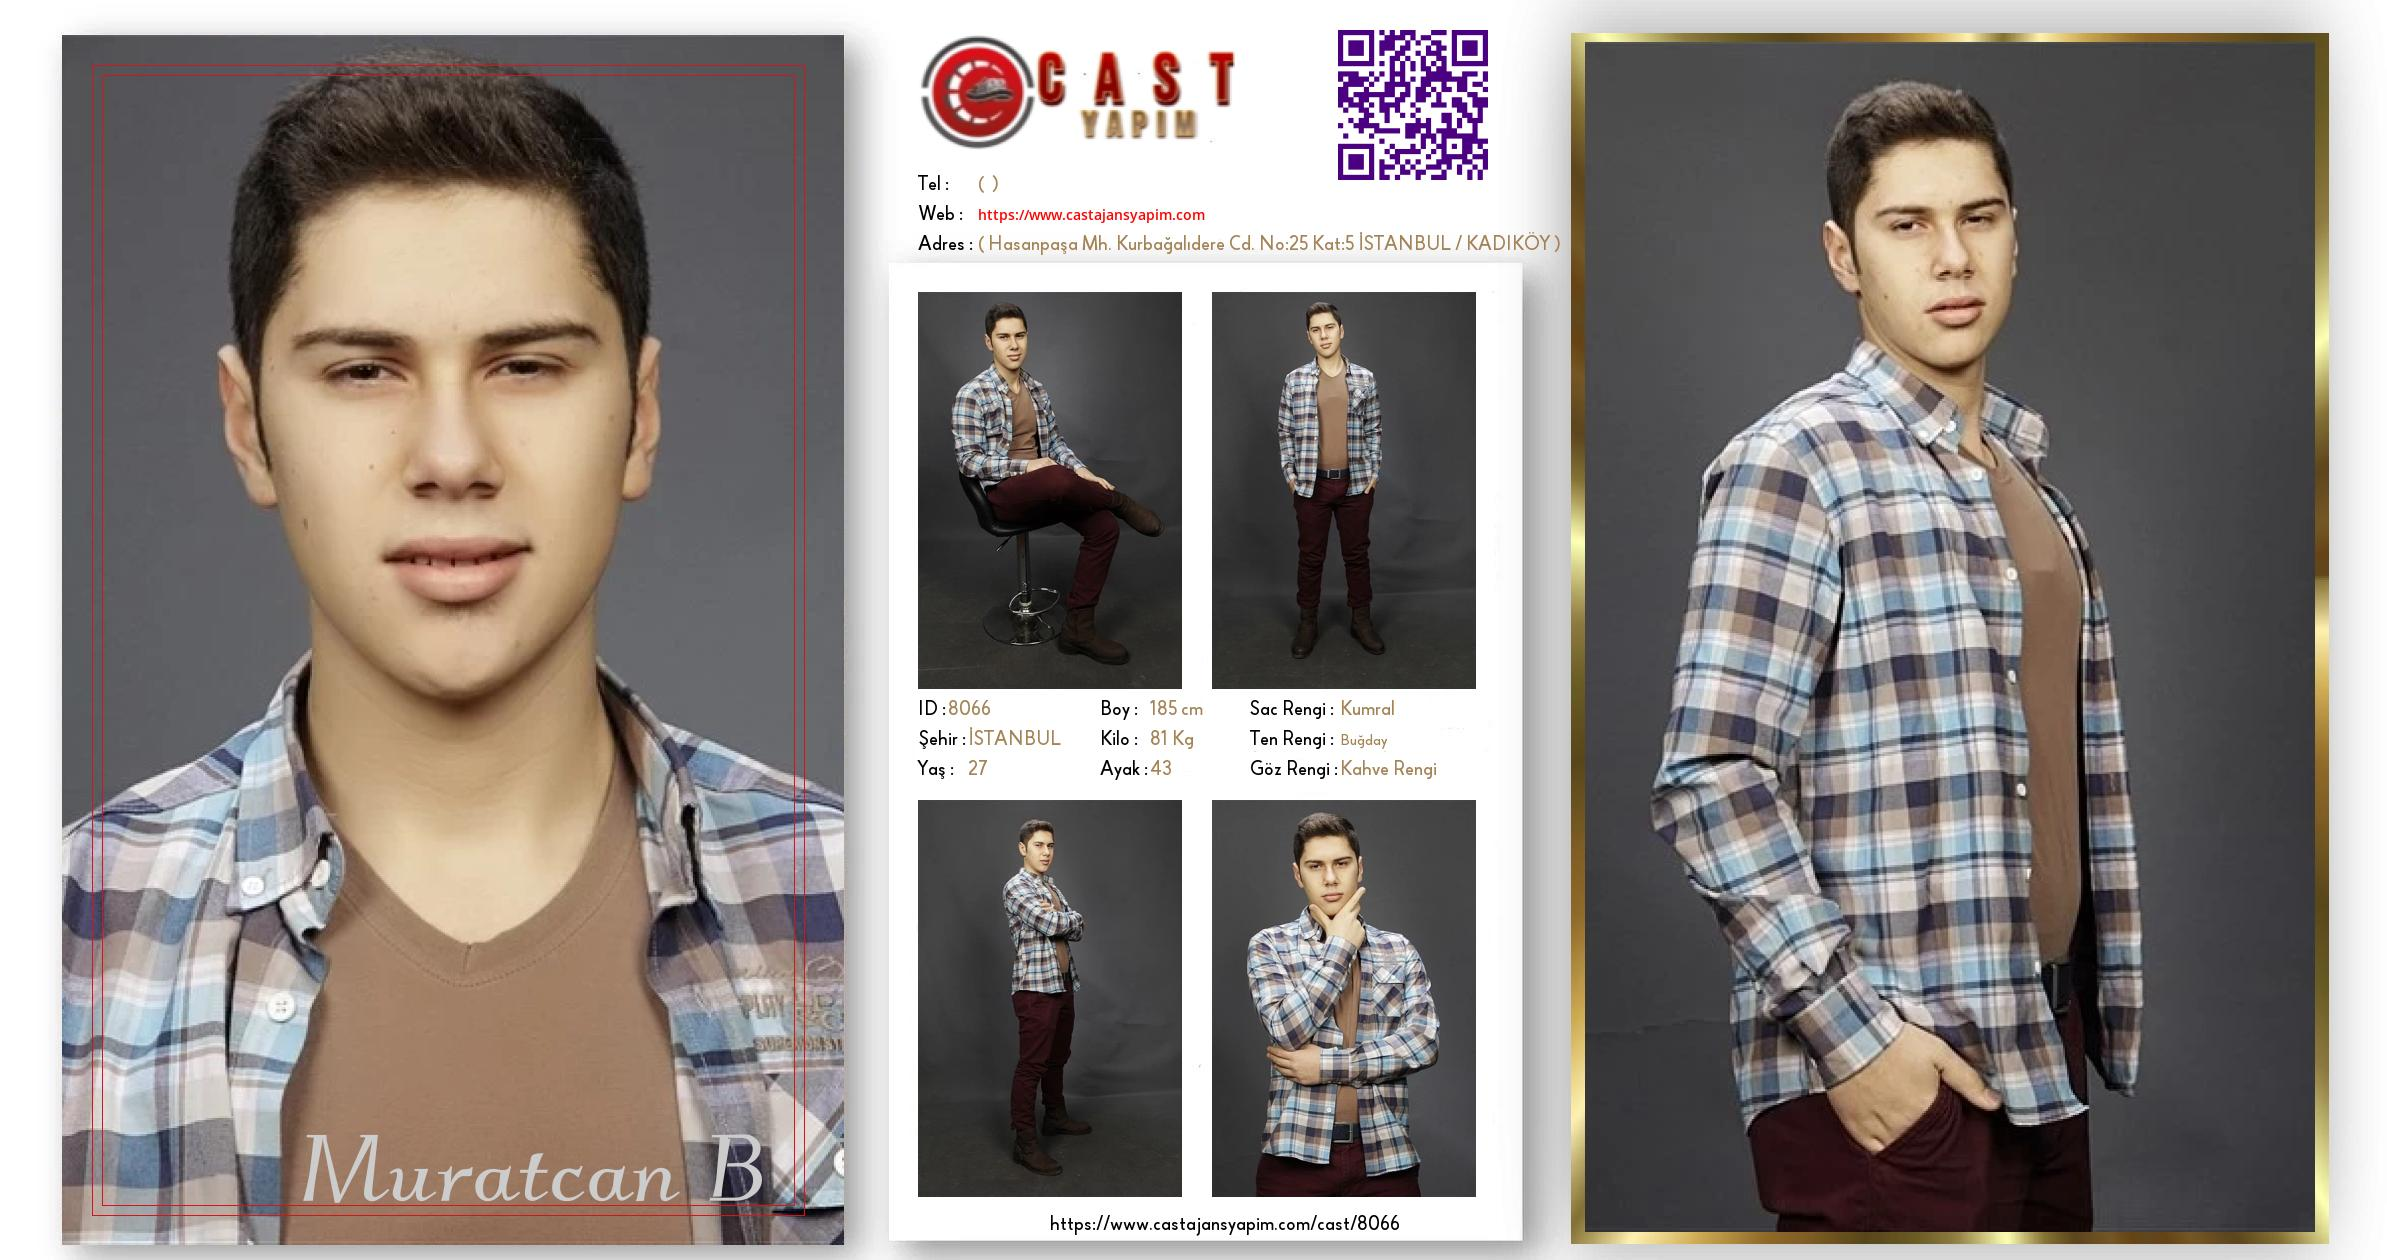 Muratcan B
CAST
YAPIM
Tel : ( )
Web : https://www.castajansyapim.com
Adres : ( Hasanpaşa Mh. Kurbağalıdere Cd. No:25 Kat:5 İSTANBUL / KADIKÖY )
ID : 8066 Boy : 185 cm Sac Rengi : Kumral
Şehir : İSTANBUL Kilo : 81 Kg Ten Rengi : Buğday
Yaş : 27 Ayak : 43 Göz Rengi : Kahve Rengi
https://www.castajansyapim.com/cast/8066